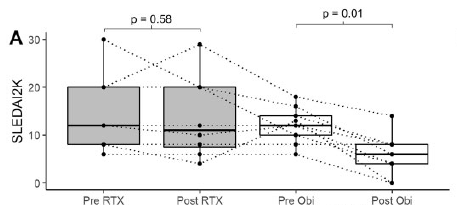 p = 0.58
p = 0.01
A
SLEDAI2K
30
20
10
0
Pre RTX
Post RTX
Pre Obi
Post Obi